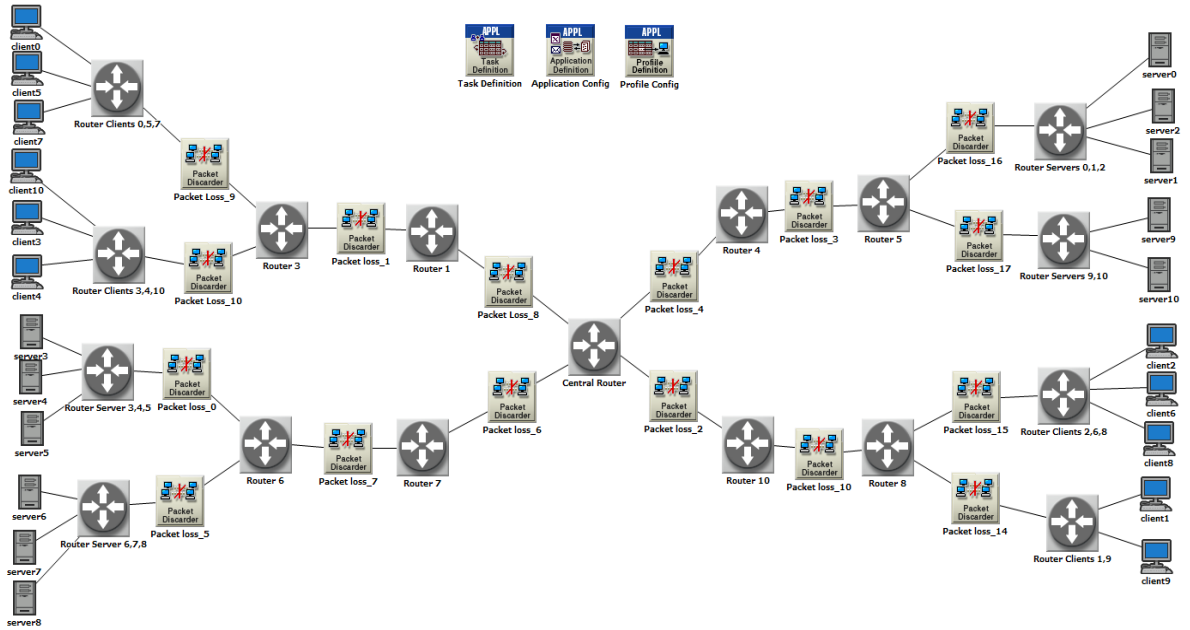 APPL
Task
Definition
Task Definition
APPL
Application
Definition
Application Config
APPL
Profile
Definition
Profile Config
client0
client5
client7
Router Clients 0,5,7
Packet
Discarder
Packet Loss_9
client10
client3
client4
Router Clients 3,4,10
Packet
Discarder
Packet Loss_10
Router 3
Packet
Discarder
Packet loss_1
Router 1
Packet
Discarder
Packet Loss_8
Central Router
server3
server4
server5
Router Server 3,4,5
Packet
Discarder
Packet loss_0
server6
server7
server8
Router Server 6,7,8
Packet
Discarder
Packet loss_5
Router 6
Packet
Discarder
Packet loss_7
Router 7
Packet
Discarder
Packet loss_6
Packet
Discarder
Packet loss_4
Router 4
Packet
Discarder
Packet loss_3
Router 5
Packet
Discarder
Packet loss_16
Router Servers 0,1,2
server0
server2
server1
Packet
Discarder
Packet loss_17
Router Servers 9,10
server9
server10
Packet
Discarder
Packet loss_2
Router 10
Packet
Discarder
Packet loss_10
Router 8
Packet
Discarder
Packet loss_15
Router Clients 2,6,8
client2
client6
client8
Packet
Discarder
Packet loss_14
Router Clients 1,9
client1
client9